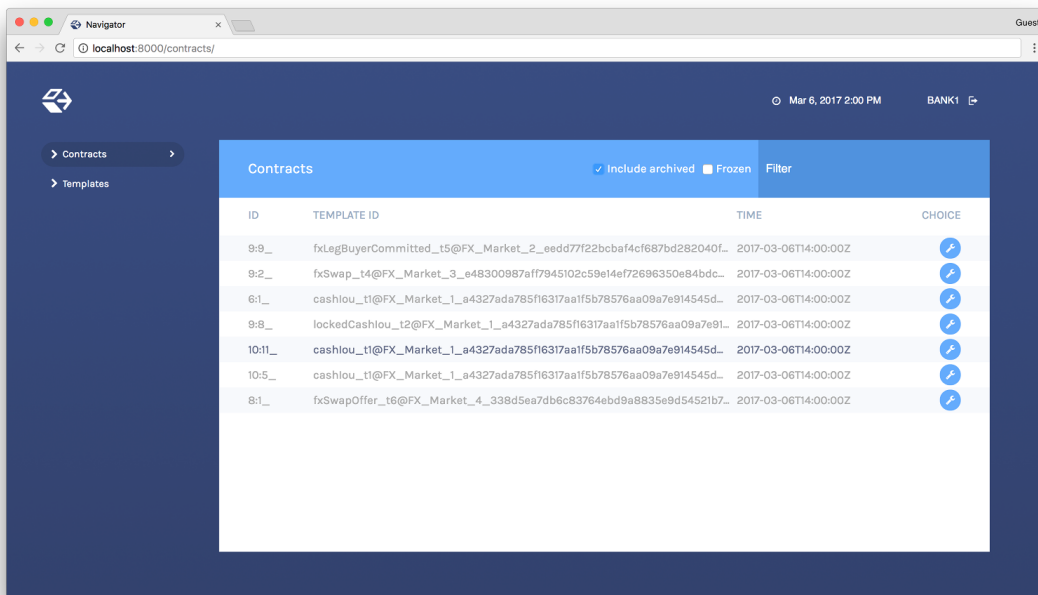 Navigator
Guest
localhost:8000/contracts/
Mar 6, 2017 2:00 PM BANK1
Contracts
Templates
Contracts Include archived Frozen Filter
ID TEMPLATE ID TIME CHOICE
9:9_ fxLegBuyerCommitted_t5@FX_Market_2_eedd77f22bcbaf4cf687bd282040f... 2017-03-06T14:00:00Z
9:2_ fxSwap_t4@FX_Market_3_e48300987aff7945102c59e14ef72696350e84bdc... 2017-03-06T14:00:00Z
6:1_ cashIou_t1@FX_Market_1_a4327ada785f16317aa1f5b78576aa09a7e914545d... 2017-03-06T14:00:00Z
9:8_ lockedCashIou_t2@FX_Market_1_a4327ada785f16317aa1f5b78576aa09a7e91... 2017-03-06T14:00:00Z
10:11_ cashIou_t1@FX_Market_1_a4327ada785f16317aa1f5b78576aa09a7e914545d... 2017-03-06T14:00:00Z
10:5_ cashIou_t1@FX_Market_1_a4327ada785f16317aa1f5b78576aa09a7e914545d... 2017-03-06T14:00:00Z
8:1_ fxSwapOffer_t6@FX_Market_4_338d5ea7db6c83764ebd9a8835e9d54521b7... 2017-03-06T14:00:00Z